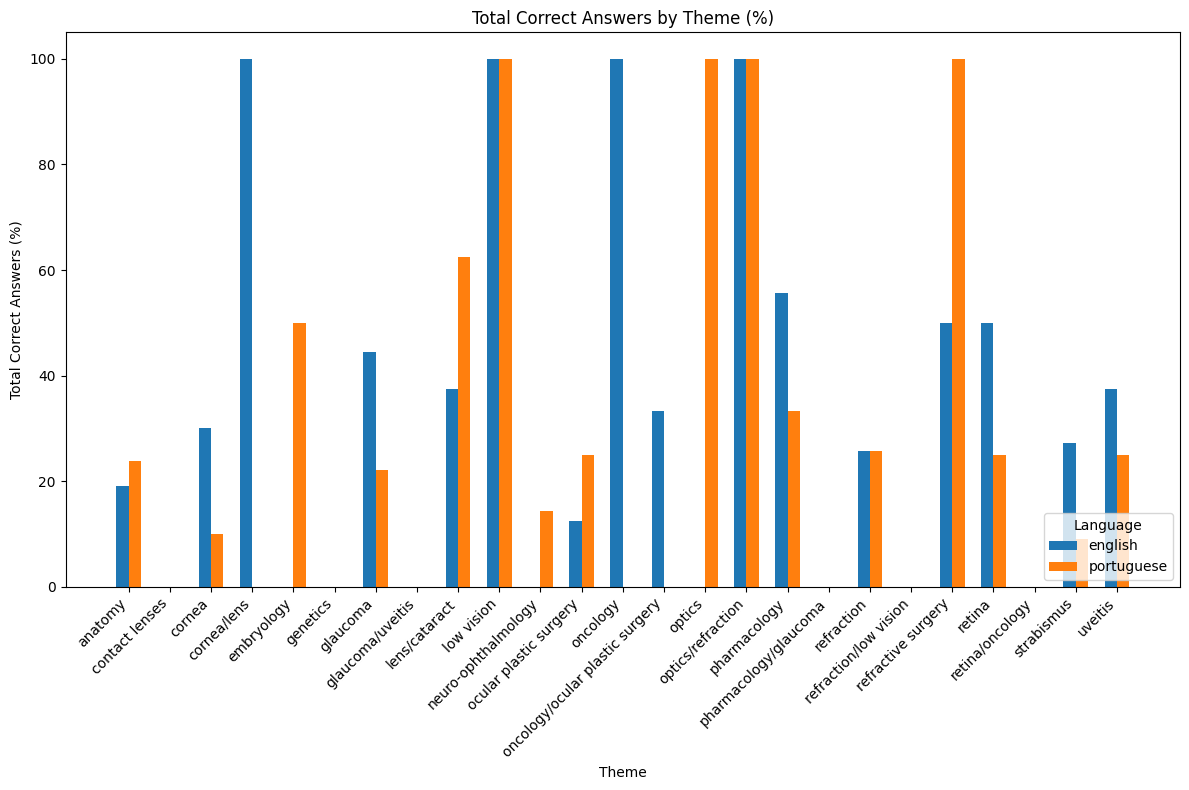 Total Correct Answers by Theme (%)
Total Correct Answers (%)
100
80
60
40
20
0
anatomy
contact lenses
cornea
cornea/lens
embryology
genetics
glaucoma
glaucoma/uveitis
lens/cataract
low vision
neuro-ophthalmology
ocular plastic surgery
oncology
oncology/ocular plastic surgery
optics
optics/refraction
pharmacology
pharmacology/glaucoma
refraction
refraction/low vision
refractive surgery
retina
retina/oncology
strabismus
uveitis
Theme
Language
english
portuguese